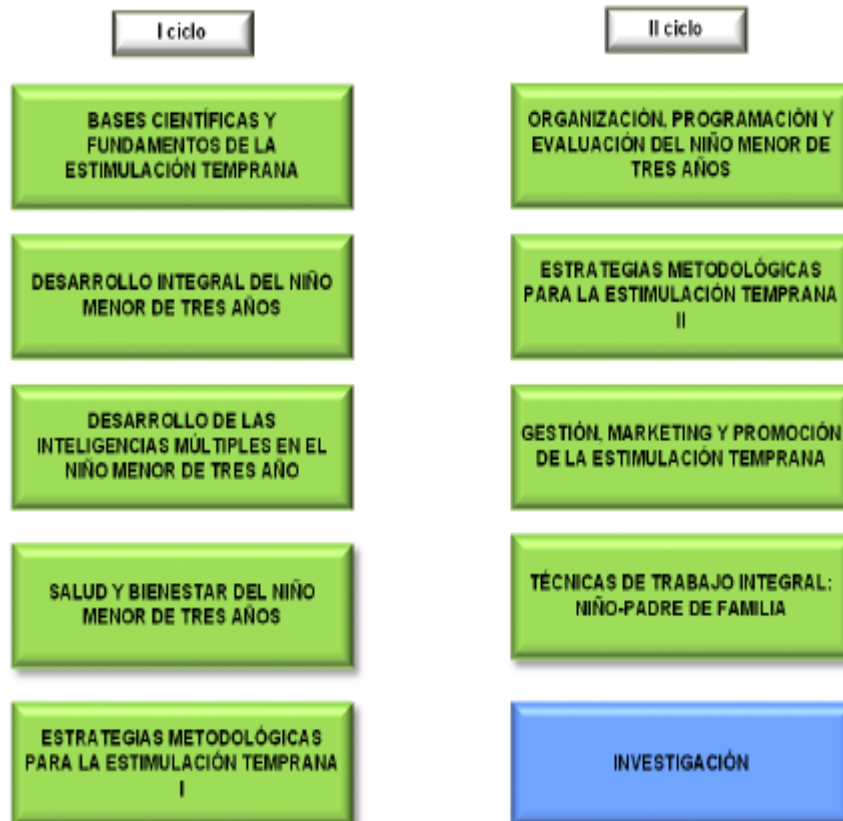 I ciclo
BASES CIENTÍFICAS Y
FUNDAMENTOS DE LA
ESTIMULACIÓN TEMPRANA
DESARROLLO INTEGRAL DEL NIÑO
MENOR DE TRES AÑOS
DESARROLLO DE LAS
INTELIGENCIAS MÚLTIPLES EN EL
NIÑO MENOR DE TRES AÑO
SALUD Y BIENESTAR DEL NIÑO
MENOR DE TRES AÑOS
ESTRATEGIAS METODOLÓGICAS
PARA LA ESTIMULACIÓN TEMPRANA
I
II ciclo
ORGANIZACIÓN, PROGRAMACIÓN Y
EVALUACIÓN DEL NIÑO MENOR DE
TRES AÑOS
ESTRATEGIAS METODOLÓGICAS
PARA LA ESTIMULACIÓN TEMPRANA
II
GESTIÓN, MARKETING Y PROMOCIÓN
DE LA ESTIMULACIÓN TEMPRANA
TÉCNICAS DE TRABAJO INTEGRAL:
NIÑO-PADRE DE FAMILIA
INVESTIGACIÓN